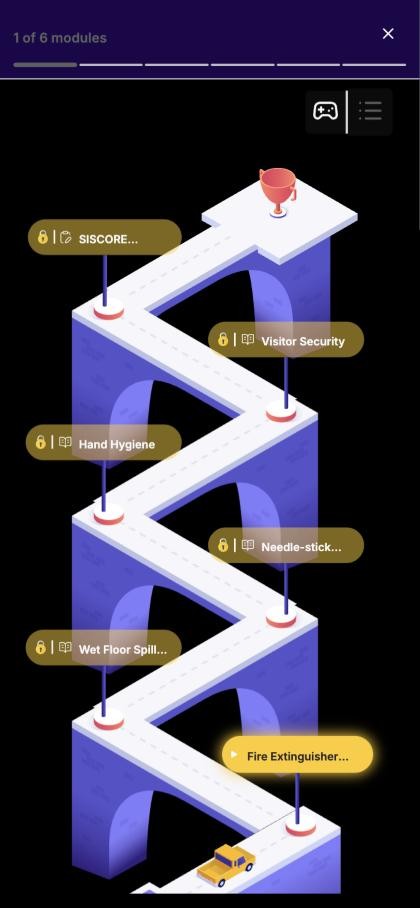 1 of 6 modules
SISCORE...
Visitor Security
Hand Hygiene
Needle-stick...
Wet Floor Spill...
Fire Extinguisher...